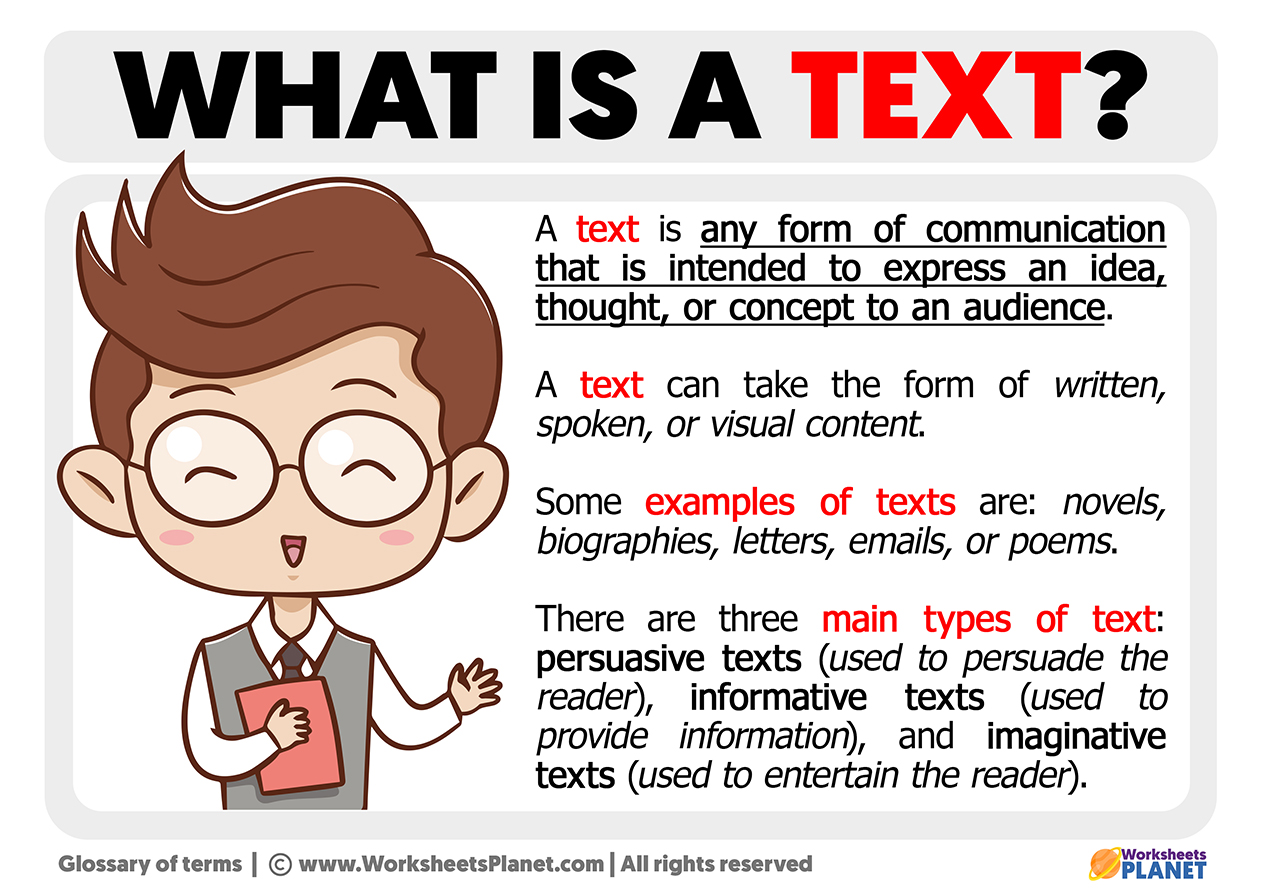 WHAT IS A TEXT?
A text is any form of communication
that is intended to express an idea,
thought, or concept to an audience.
A text can take the form of written,
spoken, or visual content.
Some examples of texts are: novels,
biographies, letters, emails, or poems.
There are three main types of text:
persuasive texts (used to persuade the
reader), informative texts (used to
provide information), and imaginative
texts (used to entertain the reader).
Glossary of terms | © www.WorksheetsPlanet.com | All rights reserved
Worksheets
PLANET